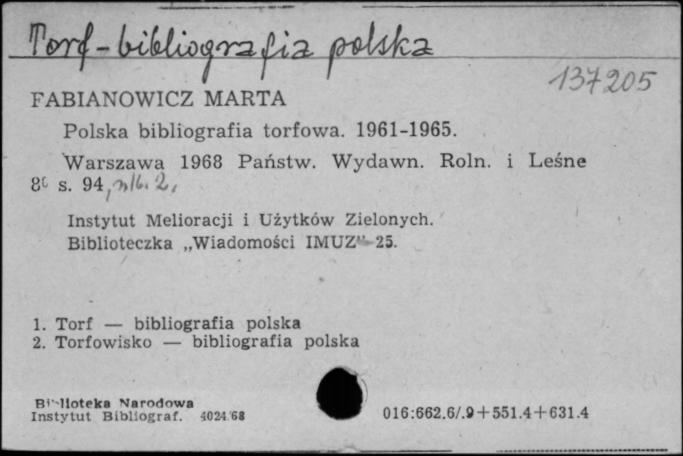 Torf - bibliografia polska
137205
FABIANOWICZ MARTA
Polska bibliografia torfowa. 1961-1965.
Warszawa 1968 Państw. Wydawn. Roln. i Leśne
8° s. 94, nlb. 2,
Instytut Melioracji i Użytków Zielonych.
Biblioteczka „Wiadomości IMUZ" 25.
1. Torf — bibliografia polska
2. Torfowisko — bibliografia polska
Biblioteka Narodowa
Instytut Bibliograf. 4024/68
016:662.6/.9+551.4+631.4